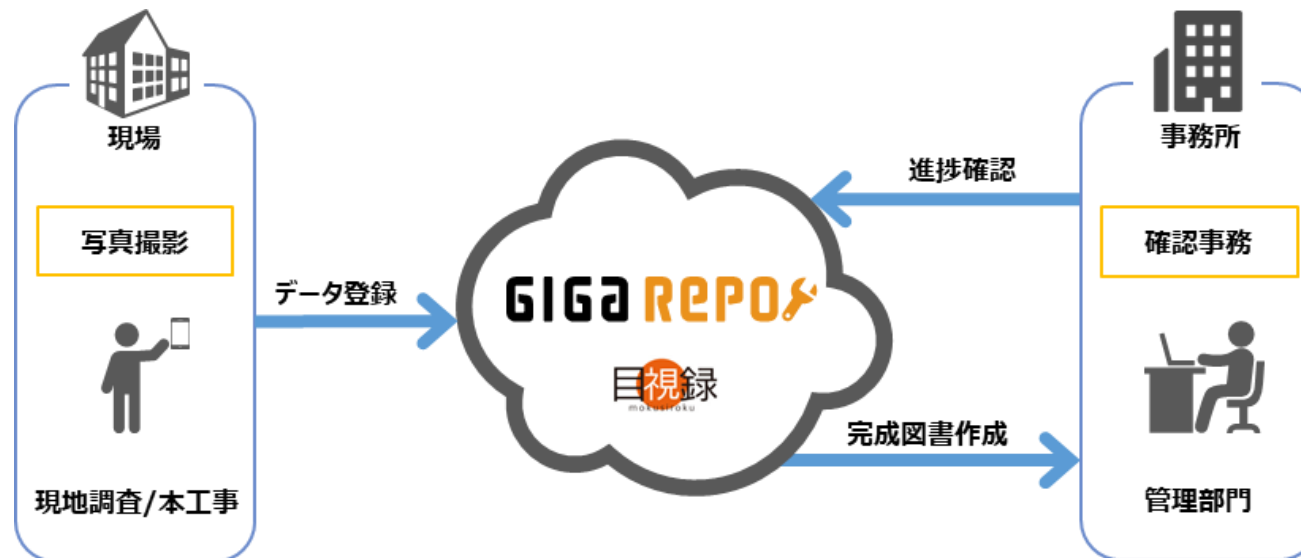 現場
写真撮影
現地調査/本工事
データ登録
GIGa RePO
目視録
mokusiroku
進捗確認
完成図書作成
事務所
確認事務
管理部門